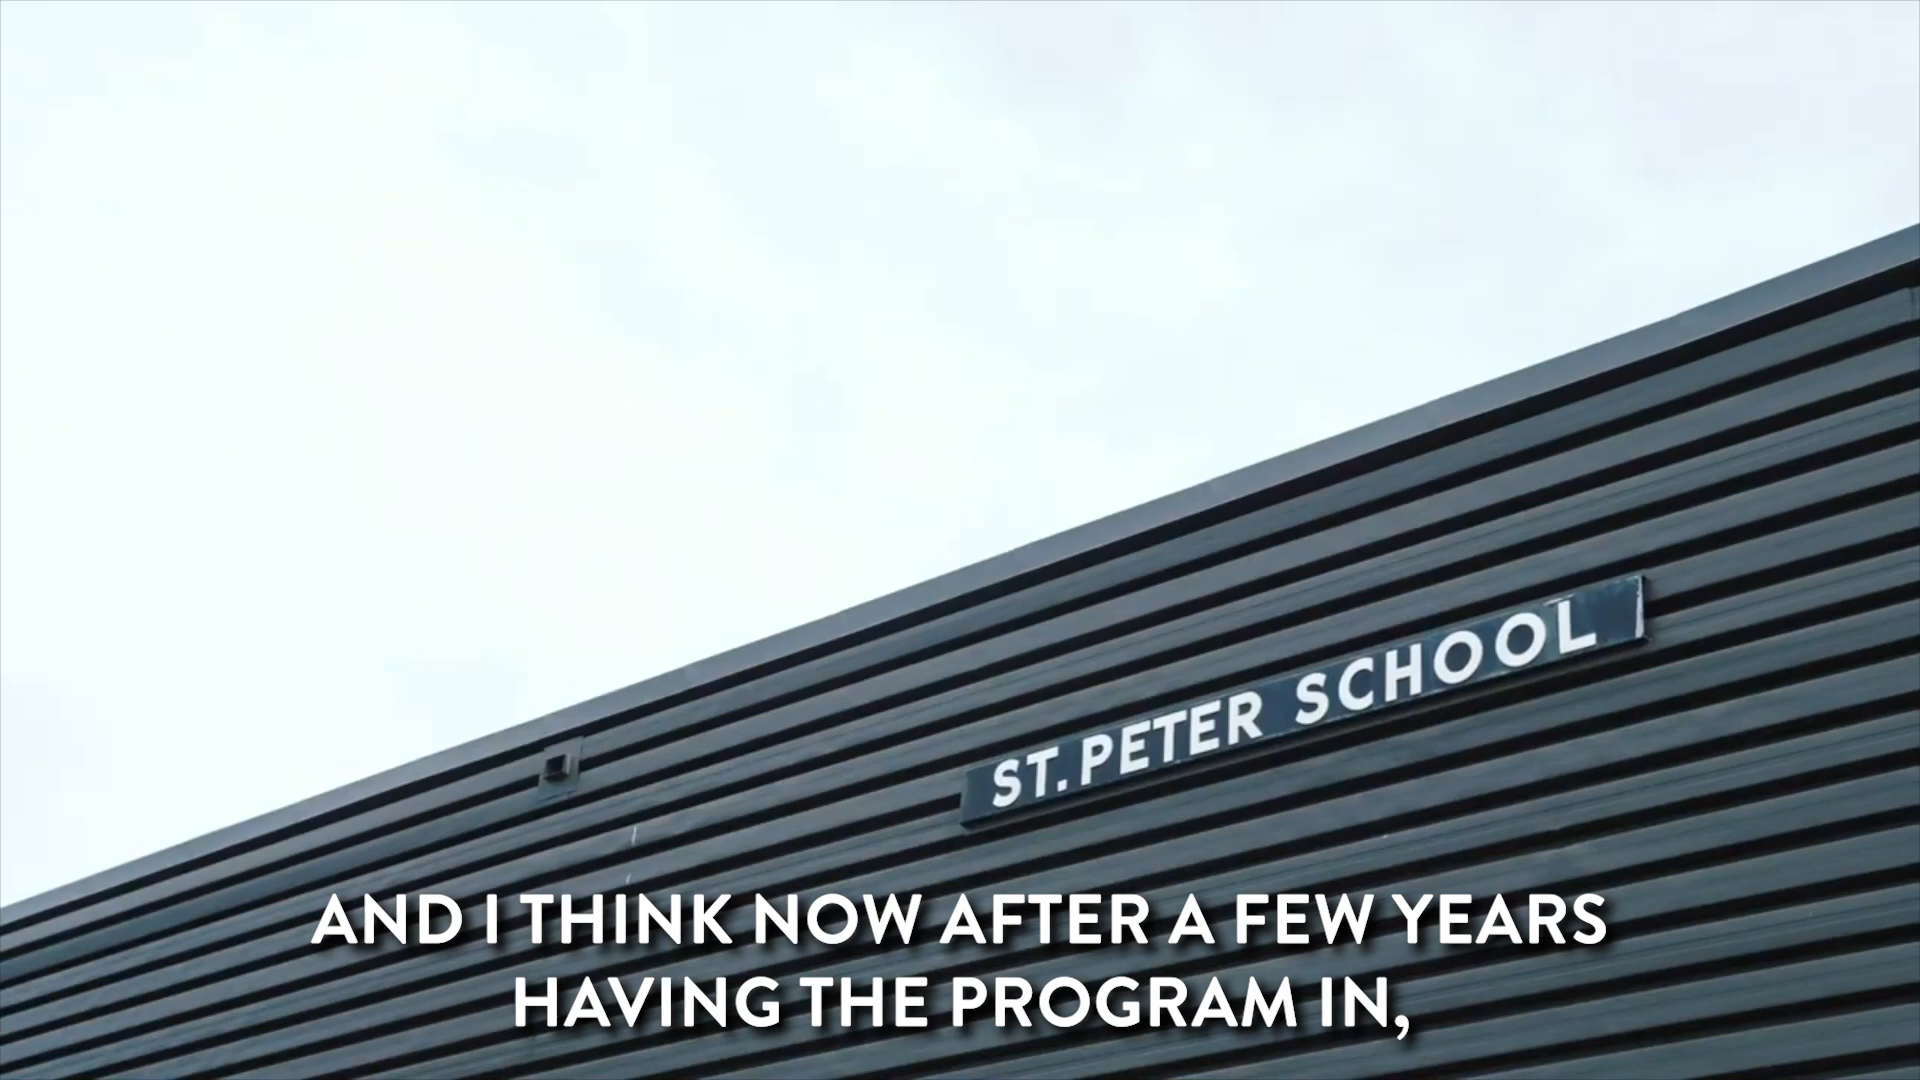 ST. PETER SCHOOL
AND I THINK NOW AFTER A FEW YEARS
HAVING THE PROGRAM IN,